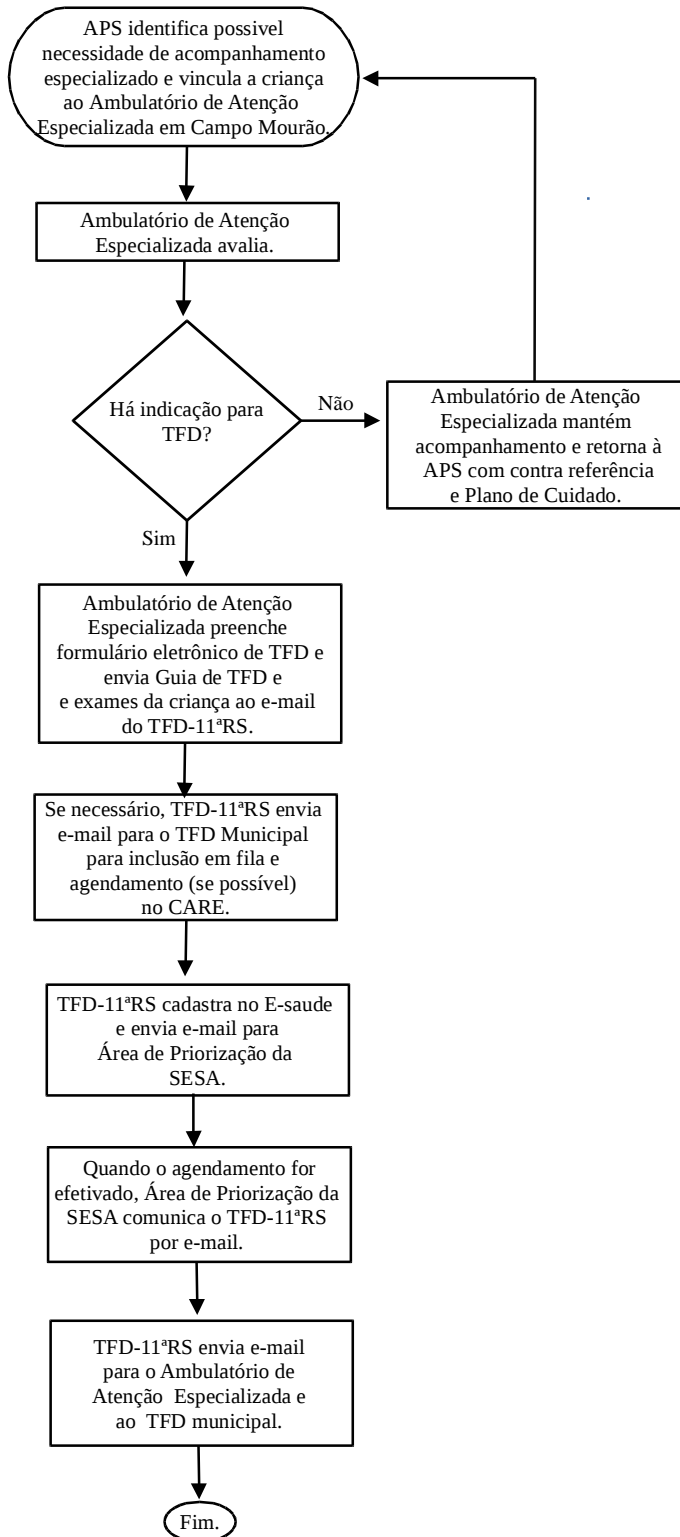 APS identifica possivel
necessidade de acompanhamento
especializado e vincula a criança
ao Ambulatório de Atenção
Especializada em Campo Mourão.
Ambulatório de Atenção
Especializada avalia.
Há indicação para
TFD?
Não
Ambulatório de Atenção
Especializada mantém
acompanhamento e retorna à
APS com contra referência
e Plano de Cuidado.
Sim
Ambulatório de Atenção
Especializada preenche
formulário eletrônico de TFD e
envia Guia de TFD e
e exames da criança ao e-mail
do TFD-11ªRS.
Se necessário, TFD-11ªRS envia
e-mail para o TFD Municipal
para inclusão em fila e
agendamento (se possível)
no CARE.
TFD-11ªRS cadastra no E-saude
e envia e-mail para
Área de Priorização da
SESA.
Quando o agendamento for
efetivado, Área de Priorização da
SESA comunica o TFD-11ªRS
por e-mail.
TFD-11ªRS envia e-mail
para o Ambulatório de
Atenção Especializada e
ao TFD municipal.
Fim.